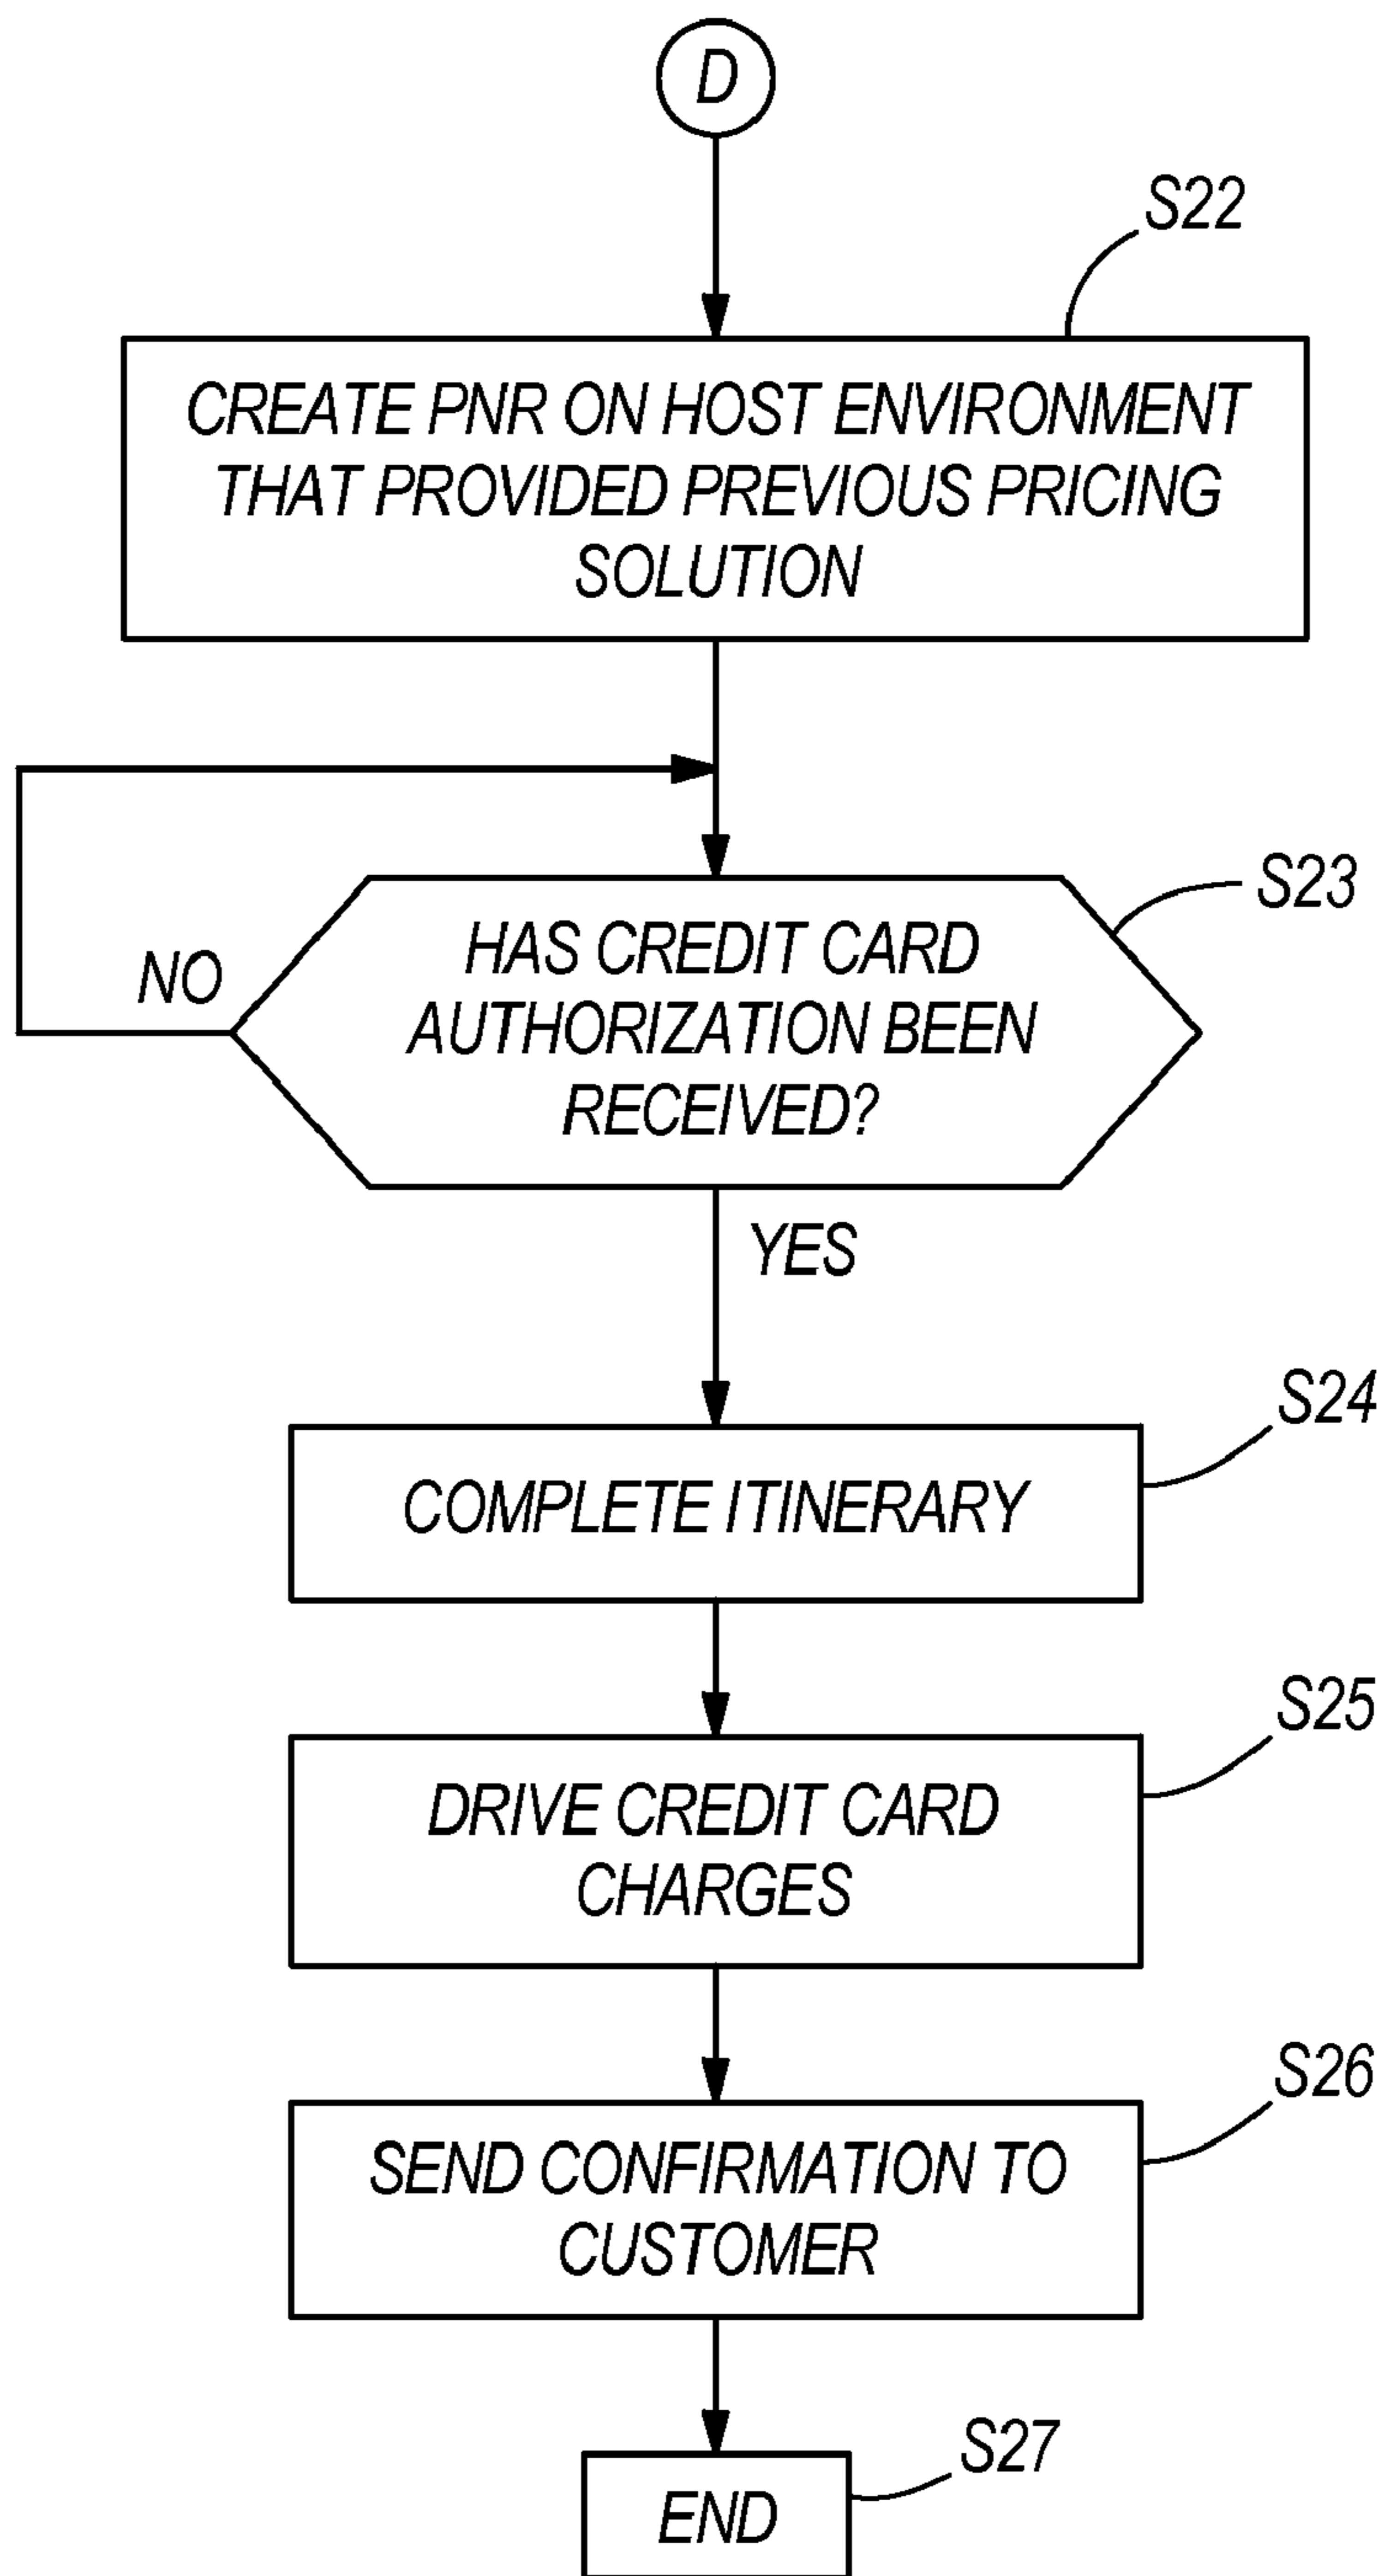 D
S22
CREATE PNR ON HOST ENVIRONMENT
THAT PROVIDED PREVIOUS PRICING
SOLUTION
S23
HAS CREDIT CARD
AUTHORIZATION BEEN
RECEIVED?
NO
YES
S24
COMPLETE ITINERARY
S25
DRIVE CREDIT CARD
CHARGES
S26
SEND CONFIRMATION TO
CUSTOMER
S27
END